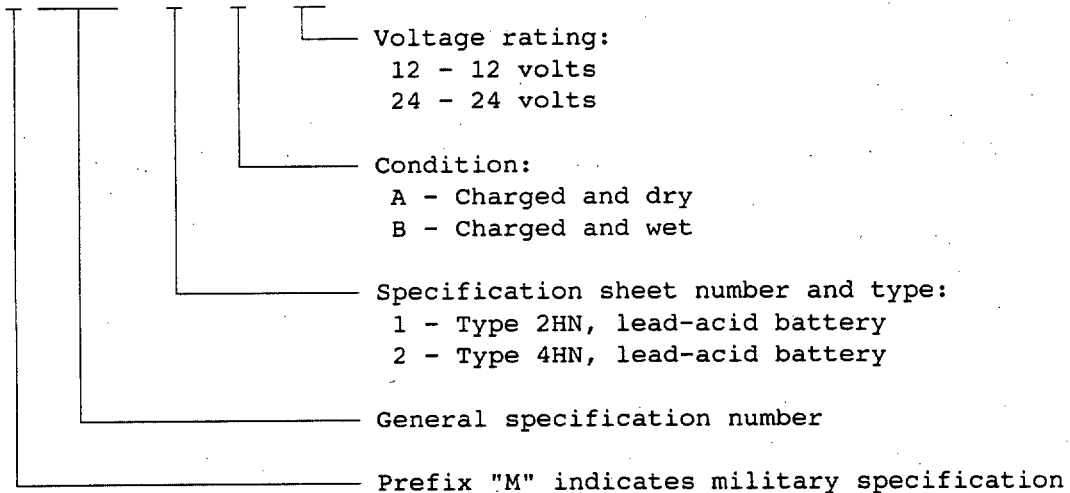 Voltage rating:
12 - 12 volts
24 - 24 volts
Condition:
A - Charged and dry
B - Charged and wet
Specification sheet number and type:
1 - Type 2HN, lead-acid battery
2 - Type 4HN, lead-acid battery
General specification number
Prefix "M" indicates military specification